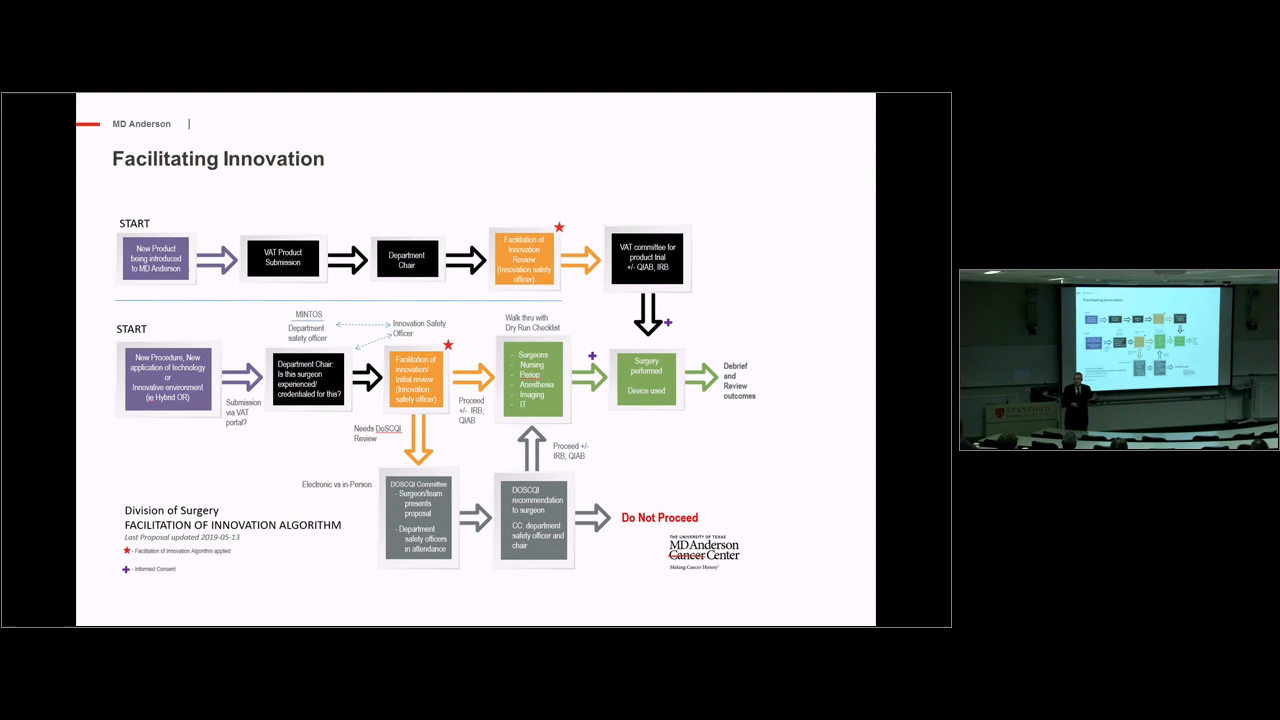 MD Anderson
Facilitating Innovation
START
New Product
being introduced
to MD Anderson
VAT Product
Submission
Department
Chair
Facilitation of
Innovation
Review
(Innovation safety
officer)
VAT committee for
product trial
+/- QIAB, IRB
START
MINTOS
Department
safety officer
Innovation Safety
Officer
Walk thru with
Dry Run Checklist
New Procedure, New
application of technology
or
Innovative environment
(ie Hybrid OR)
Submission
via VAT
portal?
Department Chair:
Is this surgeon
experienced/
credentialed for this?
Facilitation of
innovation/
Initial review
(Innovation
safety officer)
Proceed
+/- IRB;
QIAB
- Surgeons
- Nursing
- Periop
- Anesthesia
- Imaging
- IT
Surgery
performed
Device used
Debrief
and
Review
outcomes
Needs DoSCQI
Review
Proceed +/-
IRB; QIAB
Electronic vs in-Person
DOSCQI Committee
- Surgeon/team
presents
proposal
- Department
safety officers
in attendance
DOSCQI
recommendation
to surgeon
CC: department
safety officer and
chair
Do Not Proceed
Division of Surgery
FACILITATION OF INNOVATION ALGORITHM
Last Proposal updated 2019-05-13
- Facilitation of Innovation Algorithm applied
- Informed Consent
THE UNIVERSITY OF TEXAS
MD Anderson
Cancer Center
Making Cancer History®
Facilitating Innovation
STANFORD